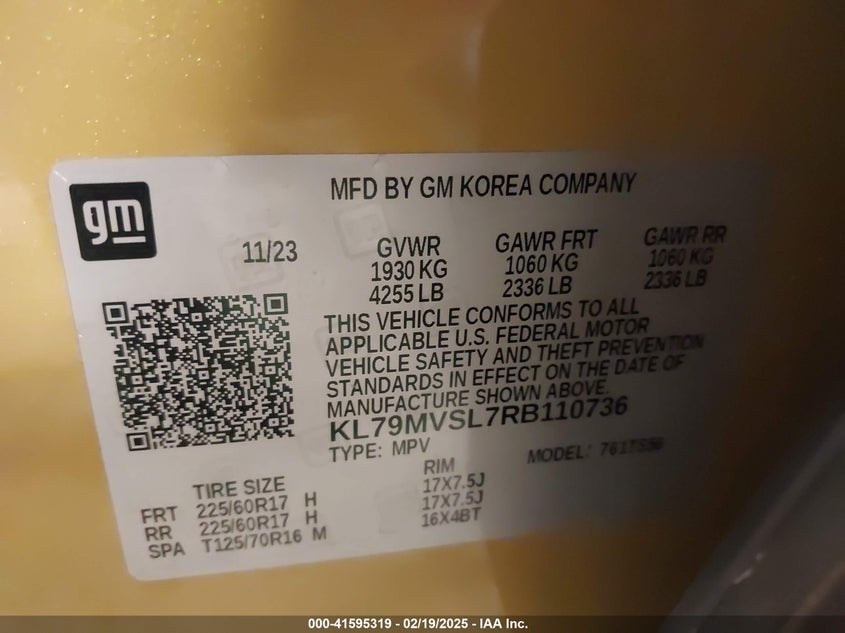 gm
MFD BY GM KOREA COMPANY
11/23
GVWR GAWR FRT GAWR RR
1930 KG 1060 KG 1060 KG
4255 LB 2336 LB 2336 LB
THIS VEHICLE CONFORMS TO ALL
APPLICABLE U.S. FEDERAL MOTOR
VEHICLE SAFETY AND THEFT PREVENTION
STANDARDS IN EFFECT ON THE DATE OF
MANUFACTURE SHOWN ABOVE.
KL79MVSL7RB110736
TYPE: MPV MODEL:
TIRE SIZE RIM
FRT 225/60R17 H 17X7.5J
RR 225/60R17 H 17X7.5J
SPA T125/70R16 M 16X4BT
000-41595319 - 02/19/2025 - IAA Inc.